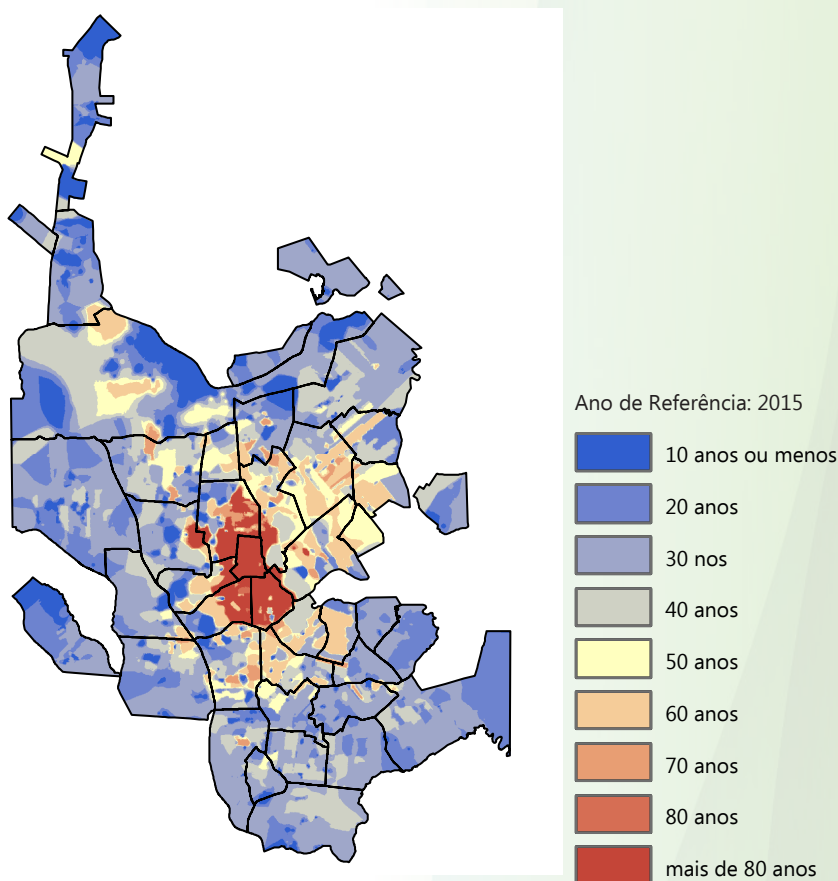 Ano de Referência: 2015
10 anos ou menos
20 anos
30 nos
40 anos
50 anos
60 anos
70 anos
80 anos
mais de 80 anos